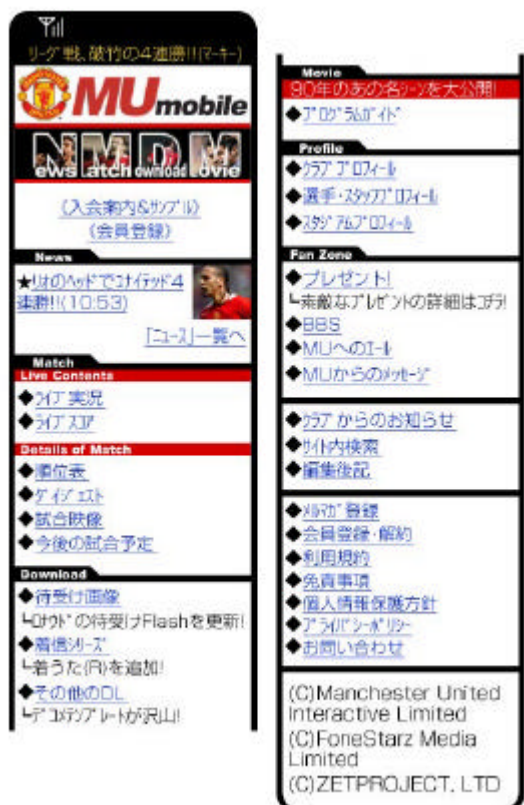 リーグ戦、破竹の4連勝!!(マーキー)
MUmobile
News Match Download Movie
(入会案内&ｻﾝﾌﾟﾙ)
(会員登録)
News
★ﾘｵのﾍｯﾄﾞでﾕﾅｲﾃｯﾄﾞ4
連勝!!(10:53)
「ﾆｭｰｽ」一覧へ
Match
Live Contents
◆ﾗｲﾌﾞ実況
◆ﾗｲﾌﾞｽｺｱ
Details of Match
◆順位表
◆ﾀﾞｲｼﾞｪｽﾄ
◆試合映像
◆今後の試合予定
Download
◆待受け画像
┗ﾛﾅｳﾄﾞの待受けFlashを更新!
◆着信ｼﾘｰｽﾞ
┗着うた(R)を追加!
◆その他のDL
┗ﾃﾞｺﾒﾃﾝﾌﾟﾚｰﾄが沢山!
Movie
90年のあの名ｼｰﾝを大公開!
◆ﾌﾟﾛｸﾞﾗﾑｶﾞｲﾄﾞ
Profile
◆ｸﾗﾌﾞﾌﾟﾛﾌｨｰﾙ
◆選手･ｽﾀｯﾌﾌﾟﾛﾌｨｰﾙ
◆ｽﾀｼﾞｱﾑﾌﾟﾛﾌｨｰﾙ
Fan Zone
◆プレゼント!
┗素敵なﾌﾟﾚｾﾞﾝﾄの詳細はｺﾁﾗ!
◆BBS
◆MUへのｴｰﾙ
◆MUからのﾒｯｾｰｼﾞ
◆ｸﾗﾌﾞからのお知らせ
◆ｻｲﾄ内検索
◆編集後記
◆ﾒﾙﾏｶﾞ登録
◆会員登録･解約
◆利用規約
◆免責事項
◆個人情報保護方針
◆ﾌﾟﾗｲﾊﾞｼｰﾎﾟﾘｼｰ
◆お問い合わせ
(C)Manchester United
Interactive Limited
(C)FoneStarz Media
Limited
(C)ZETPROJECT. LTD